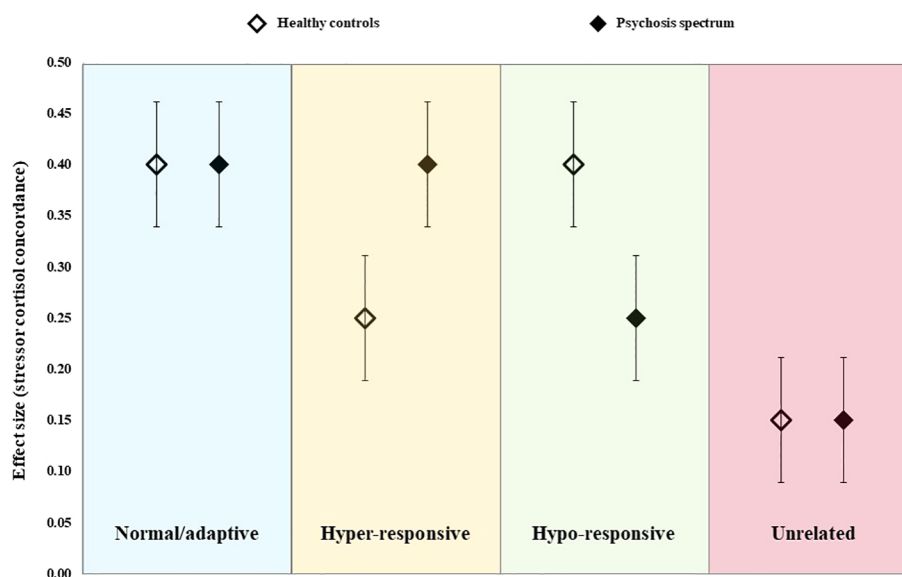 Healthy controls
Psychosis spectrum
Effect size (stressor cortisol concordance)
0.50
0.45
0.40
0.35
0.30
0.25
0.20
0.15
0.10
0.05
0.00
Normal/adaptive
Hyper-responsive
Hypo-responsive
Unrelated